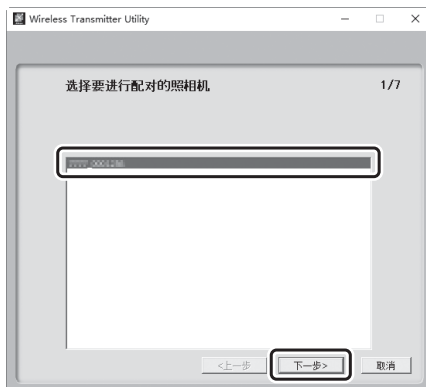 Wireless Transmitter Utility
选择要进行配对的照相机
1/7
<上一步
下一步>
取消